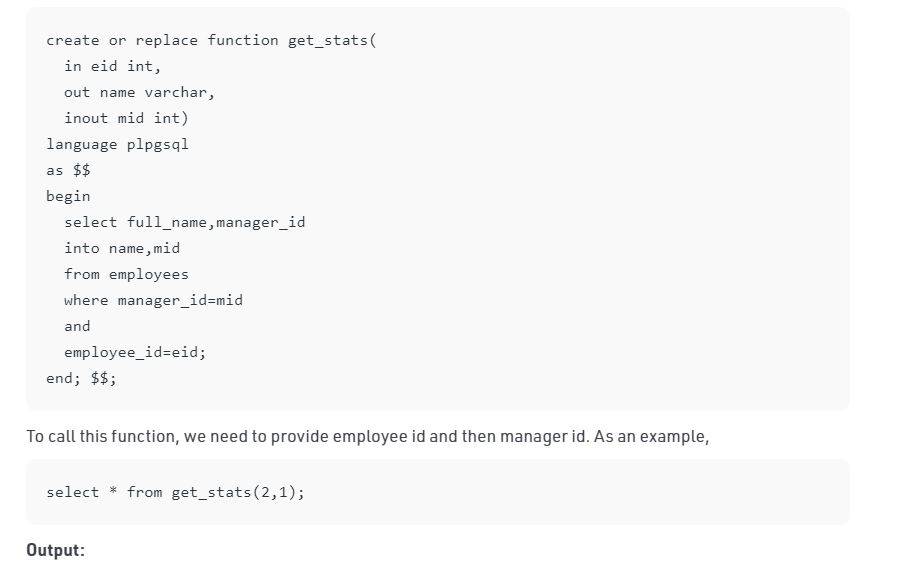 create or replace function get_stats(
in eid int,
out name varchar,
inout mid int)
language plpgsql
as $$
begin
select full_name,manager_id
into name,mid
from employees
where manager_id=mid
and
employee_id=eid;
end; $$;
To call this function, we need to provide employee id and then manager id. As an example,
select * from get_stats(2,1);
Output: